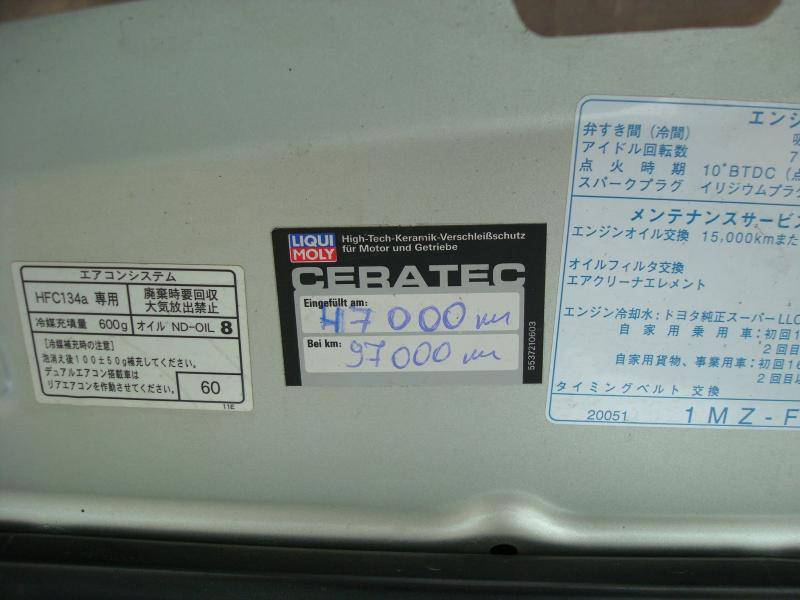 エアコンシステム
HFC134a 専用
廃棄時要回収
大気放出禁止
冷媒充填量 600g
オイル ND-OIL 8
[冷媒補充時の注意]
泡消え後100±50g補充してください。
デュアルエアコン搭載車は
リアエアコンを作動させてください。
60
11E
LIQUI
MOLY
High-Tech-Keramik-Verschleißschutz
für Motor und Getriebe
CERATEC
Eingefüllt am:
47000 км
Bei km:
97000 км
5537210603
エンジ
弁すき間（冷間）
アイドル回転数 7
点火時期 10°BTDC (点
スパークプラグ イリジウムプラグ
メンテナンスサービス
エンジンオイル交換 15,000kmまた
オイルフィルタ交換
エアクリーナエレメント
エンジン冷却水：トヨタ純正スーパーLLC
自家用乗用車：初回1
2回目
自家用貨物、事業用車：初回16
2回目以
タイミングベルト 交換
20051
1MZ-F